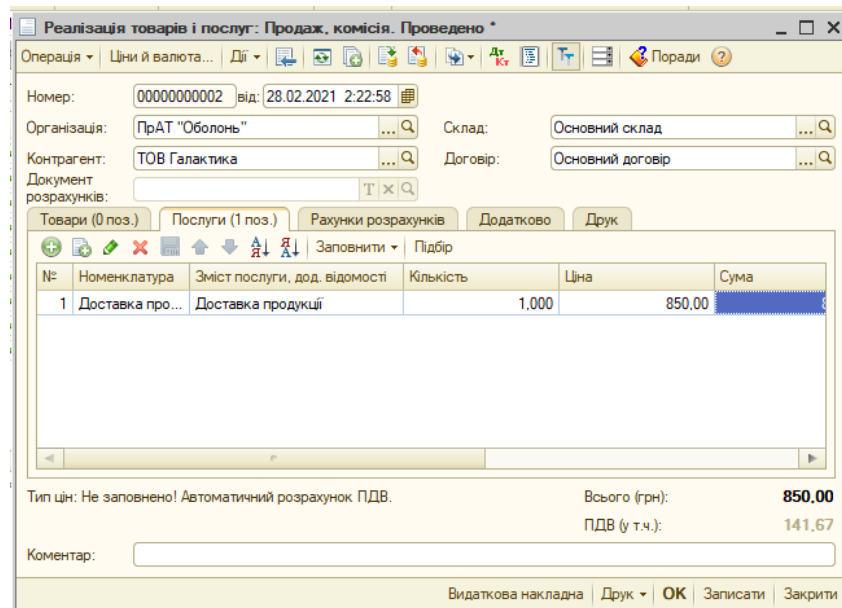 Реалізація товарів і послуг: Продаж, комісія. Проведено *
Операція Ціни й валюта... Дії Дт Кт Поради
Номер: 00000000002 від: 28.02.2021 2:22:58
Організація: ПрАТ "Оболонь" ... Склад: Основний склад ...
Контрагент: ТОВ Галактика ... Договір: Основний договір ...
Документ розрахунків: T
Товари (0 поз.) Послуги (1 поз.) Рахунки розрахунків Додатково Друк
Заповнити Підбір
№ Номенклатура Зміст послуги, дод. відомості Кількість Ціна Сума
1 Доставка про... Доставка продукції 1,000 850,00 8
Тип цін: Не заповнено! Автоматичний розрахунок ПДВ. Всього (грн): 850,00
ПДВ (у т.ч.): 141,67
Коментар:
Видаткова накладна Друк OK Записати Закрити